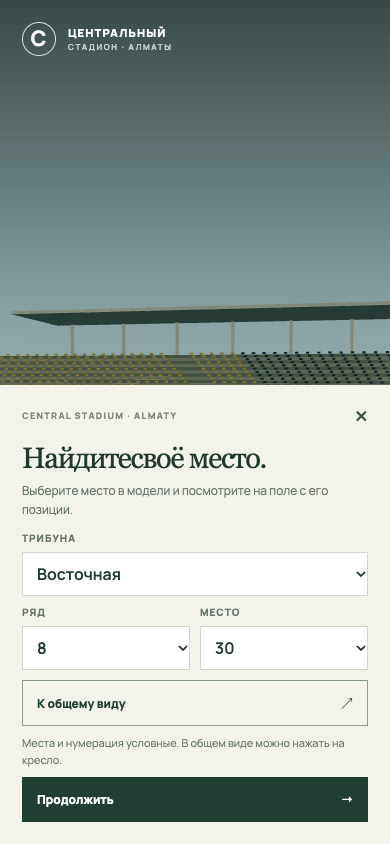 C
ЦЕНТРАЛЬНЫЙ
СТАДИОН · АЛМАТЫ
CENTRAL STADIUM · ALMATY
×
Найдитесвоё место.
Выберите место в модели и посмотрите на поле с его
позиции.
ТРИБУНА
Восточная
РЯД
МЕСТО
8
30
К общему виду ↗
Места и нумерация условные. В общем виде можно нажать на
кресло.
Продолжить →